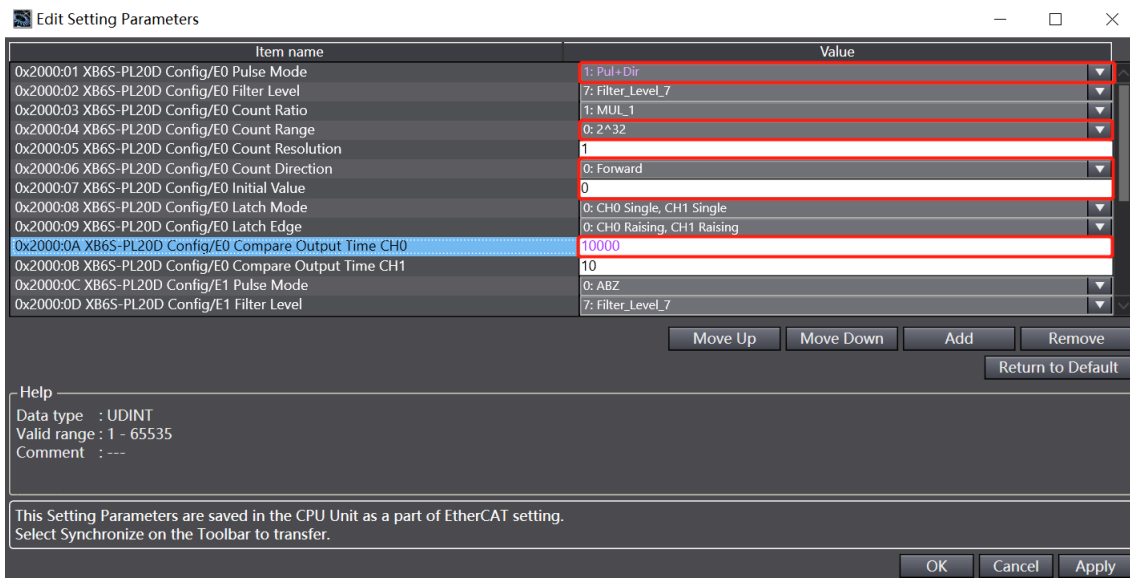 Edit Setting Parameters
Item name Value
0x2000:01 XB6S-PL20D Config/E0 Pulse Mode 1: Pul+Dir
0x2000:02 XB6S-PL20D Config/E0 Filter Level 7: Filter_Level_7
0x2000:03 XB6S-PL20D Config/E0 Count Ratio 1: MUL_1
0x2000:04 XB6S-PL20D Config/E0 Count Range 0: 2^32
0x2000:05 XB6S-PL20D Config/E0 Count Resolution 1
0x2000:06 XB6S-PL20D Config/E0 Count Direction 0: Forward
0x2000:07 XB6S-PL20D Config/E0 Initial Value 0
0x2000:08 XB6S-PL20D Config/E0 Latch Mode 0: CH0 Single, CH1 Single
0x2000:09 XB6S-PL20D Config/E0 Latch Edge 0: CH0 Raising, CH1 Raising
0x2000:0A XB6S-PL20D Config/E0 Compare Output Time CH0 10000
0x2000:0B XB6S-PL20D Config/E0 Compare Output Time CH1 10
0x2000:0C XB6S-PL20D Config/E1 Pulse Mode 0: ABZ
0x2000:0D XB6S-PL20D Config/E1 Filter Level 7: Filter_Level_7
Move Up Move Down Add Remove
Return to Default
Help
Data type : UDINT
Valid range : 1 - 65535
Comment : ---
This Setting Parameters are saved in the CPU Unit as a part of EtherCAT setting.
Select Synchronize on the Toolbar to transfer.
OK Cancel Apply